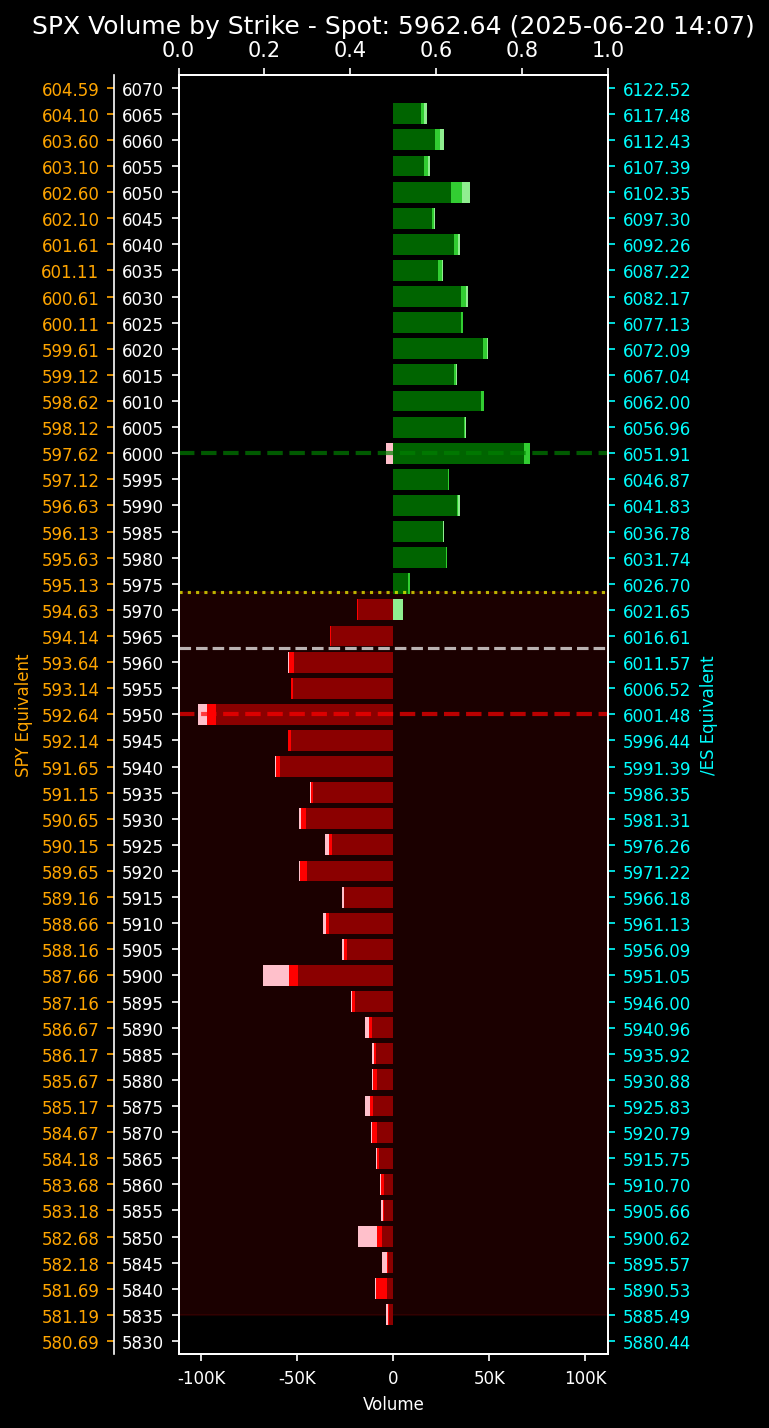 SPX Volume by Strike - Spot: 5962.64 (2025-06-20 14:07)
0.0 0.2 0.4 0.6 0.8 1.0
604.59 6070 6122.52
604.10 6065 6117.48
603.60 6060 6112.43
603.10 6055 6107.39
602.60 6050 6102.35
602.10 6045 6097.30
601.61 6040 6092.26
601.11 6035 6087.22
600.61 6030 6082.17
600.11 6025 6077.13
599.61 6020 6072.09
599.12 6015 6067.04
598.62 6010 6062.00
598.12 6005 6056.96
597.62 6000 6051.91
597.12 5995 6046.87
596.63 5990 6041.83
596.13 5985 6036.78
595.63 5980 6031.74
595.13 5975 6026.70
594.63 5970 6021.65
594.14 5965 6016.61
593.64 5960 6011.57
593.14 5955 6006.52
592.64 5950 6001.48
592.14 5945 5996.44
591.65 5940 5991.39
591.15 5935 5986.35
590.65 5930 5981.31
590.15 5925 5976.26
589.65 5920 5971.22
589.16 5915 5966.18
588.66 5910 5961.13
588.16 5905 5956.09
587.66 5900 5951.05
587.16 5895 5946.00
586.67 5890 5940.96
586.17 5885 5935.92
585.67 5880 5930.88
585.17 5875 5925.83
584.67 5870 5920.79
584.18 5865 5915.75
583.68 5860 5910.70
583.18 5855 5905.66
582.68 5850 5900.62
582.18 5845 5895.57
581.69 5840 5890.53
581.19 5835 5885.49
580.69 5830 5880.44
SPY Equivalent
/ES Equivalent
-100K -50K 0 50K 100K
Volume